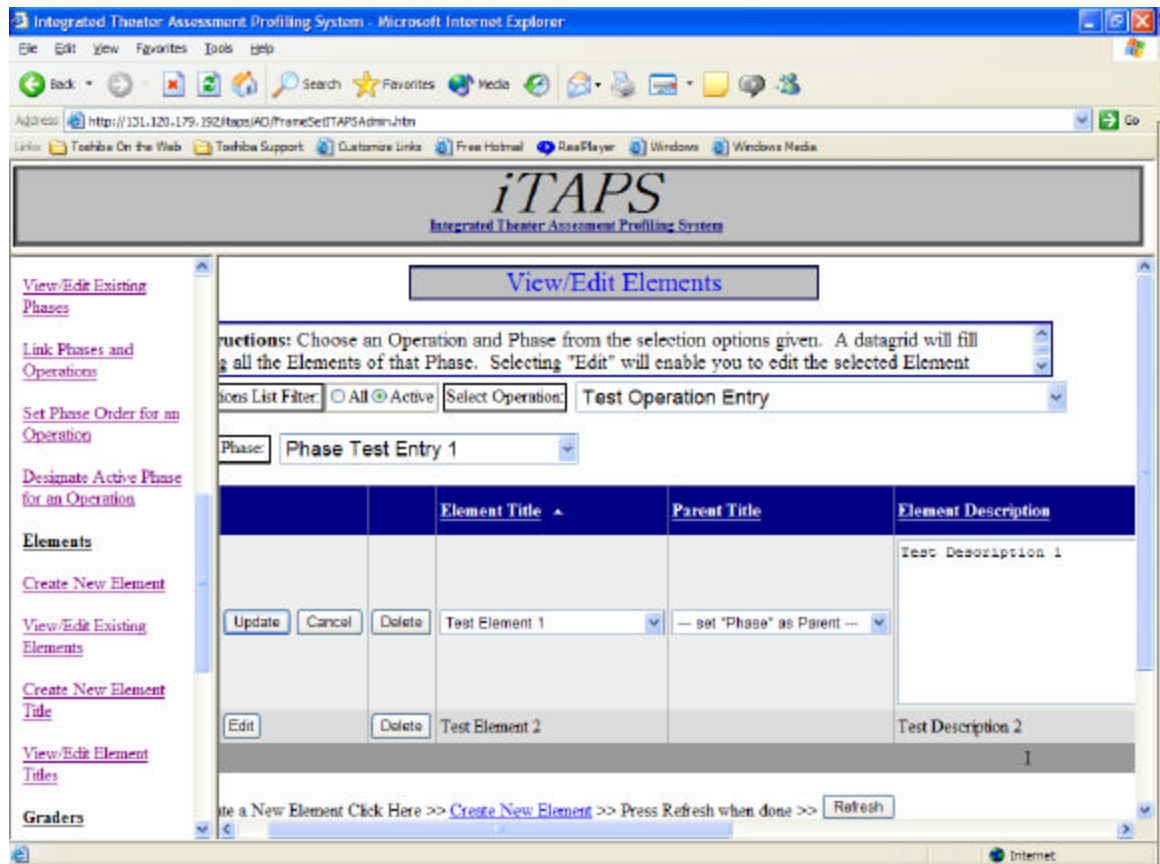 Integrated Theater Assessment Profiling System - Microsoft Internet Explorer
File Edit View Favorites Tools Help
Back Search Favorites Media
Address http://131.120.179.192/itaps/AO/FrameSetITAPSAdmin.htm Go
Links Toshiba On the Web Toshiba Support Customize Links Free Hotmail RealPlayer Windows Windows Media
iTAPS
Integrated Theater Assessment Profiling System
View/Edit Existing
Phases
Link Phases and
Operations
Set Phase Order for an
Operation
Designate Active Phase
for an Operation
Elements
Create New Element
View/Edit Existing
Elements
Create New Element
Title
View/Edit Element
Titles
Graders
View/Edit Elements
ructions: Choose an Operation and Phase from the selection options given. A datagrid will fill
g all the Elements of that Phase. Selecting "Edit" will enable you to edit the selected Element
ions List Filter: All Active Select Operation: Test Operation Entry
Phase: Phase Test Entry 1
Element Title Parent Title Element Description
Test Description 1
Update Cancel Delete Test Element 1 --- set "Phase" as Parent ---
Edit Delete Test Element 2 Test Description 2
1
ate a New Element Click Here >> Create New Element >> Press Refresh when done >> Refresh
Internet